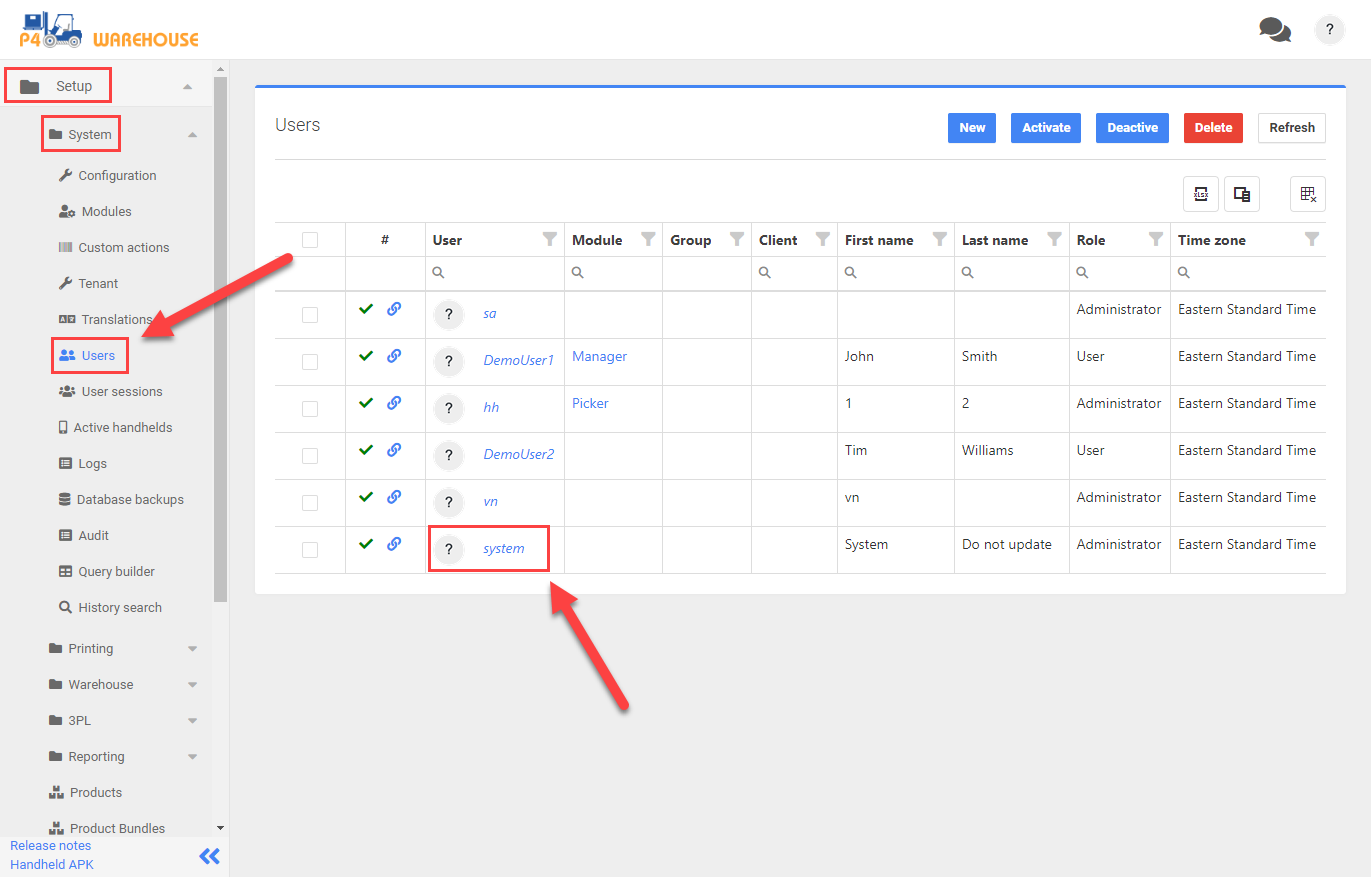 P4 WAREHOUSE
?
Setup
System
Configuration
Modules
Custom actions
Tenant
Translations
Users
User sessions
Active handhelds
Logs
Database backups
Audit
Query builder
History search
Printing
Warehouse
3PL
Reporting
Products
Product Bundles
Release notes
Handheld APK
Users
New Activate Deactive Delete Refresh
XLSX
# User Module Group Client First name Last name Role Time zone
? sa Administrator Eastern Standard Time
? DemoUser1 Manager John Smith User Eastern Standard Time
? hh Picker 1 2 Administrator Eastern Standard Time
? DemoUser2 Tim Williams User Eastern Standard Time
? vn vn Administrator Eastern Standard Time
? system System Do not update Administrator Eastern Standard Time